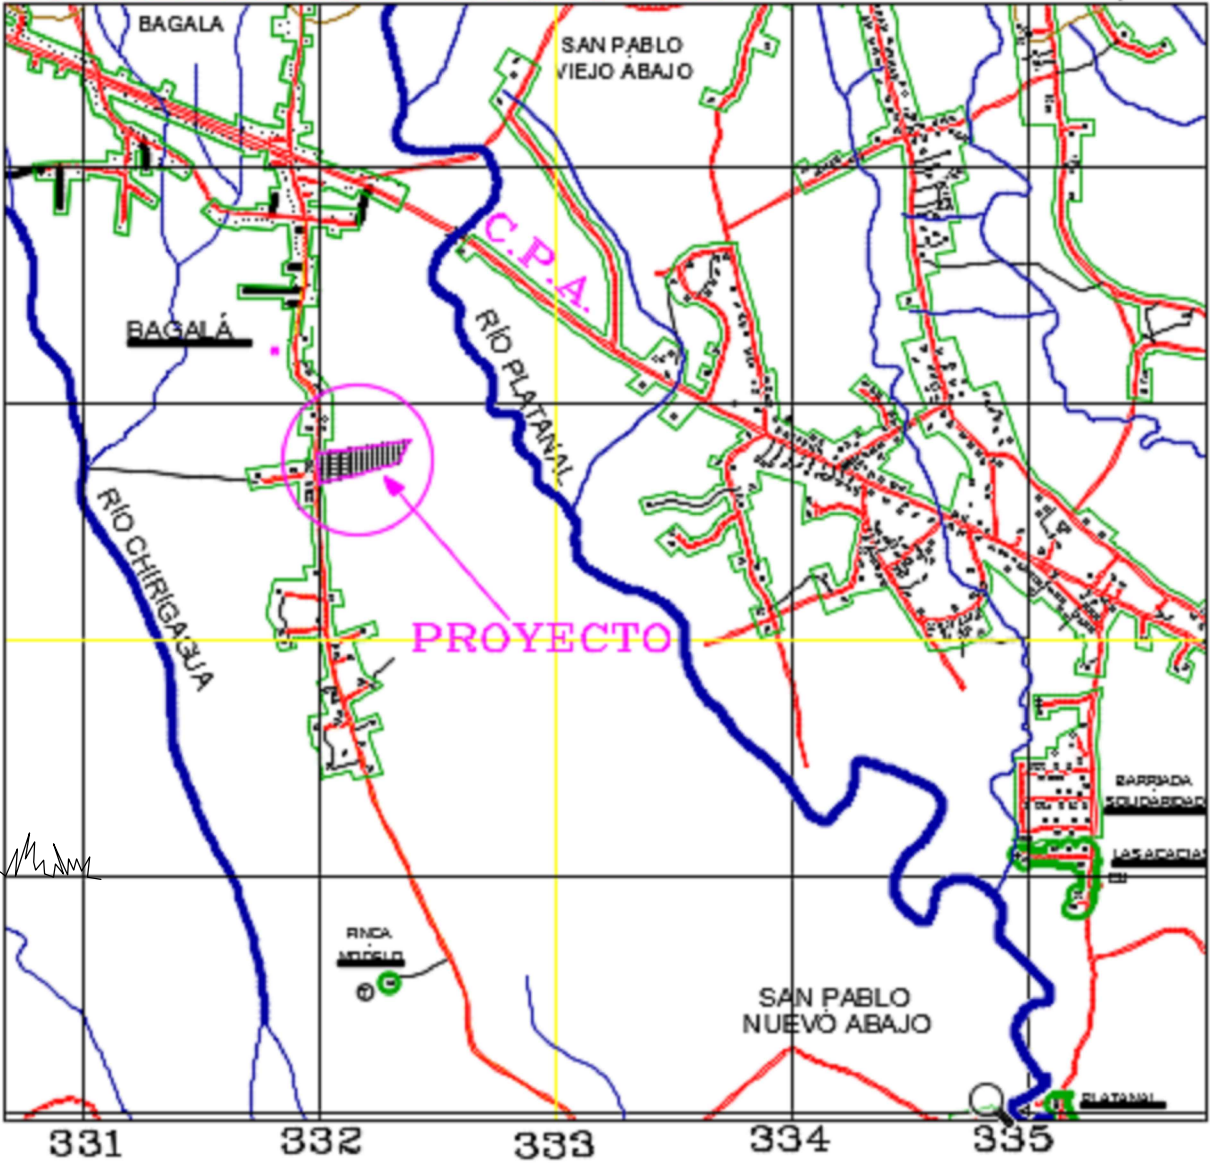 BAGALA
SAN PABLO
VIEJO ABAJO
C.P.A.
BAGALÁ
RÍO PLATANAL
RÍO CHIRIGAGUA
PROYECTO
BARRIADA
SOLIDARIDAD
LAS ACACIAS
FINCA
MODELO
SAN PABLO
NUEVO ABAJO
PLATANAL
331 332 333 334 335